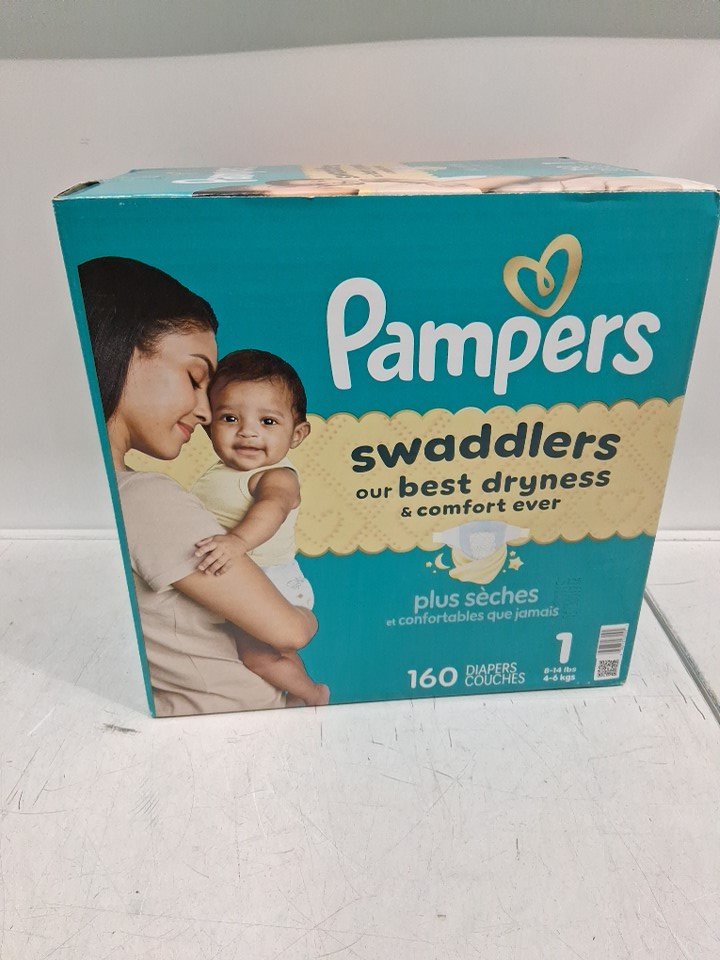 Pampers
swaddlers
our best dryness
& comfort ever
plus sèches
et confortables que jamais
160 DIAPERS
COUCHES
1
8-14 lbs
4-6 kgs